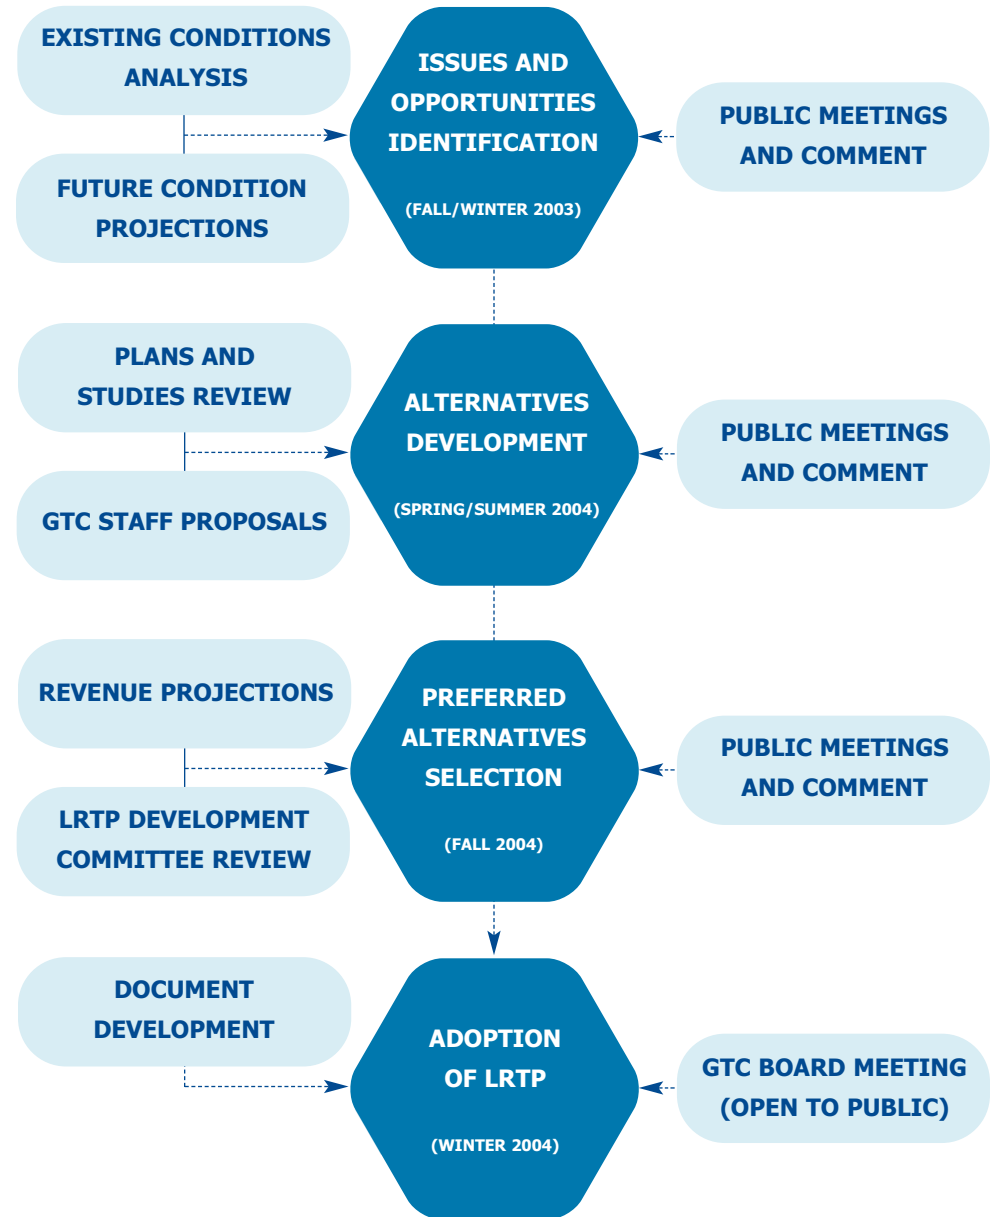 EXISTING CONDITIONS
ANALYSIS
FUTURE CONDITION
PROJECTIONS
ISSUES AND
OPPORTUNITIES
IDENTIFICATION
(FALL/WINTER 2003)
PUBLIC MEETINGS
AND COMMENT
PLANS AND
STUDIES REVIEW
GTC STAFF PROPOSALS
ALTERNATIVES
DEVELOPMENT
(SPRING/SUMMER 2004)
PUBLIC MEETINGS
AND COMMENT
REVENUE PROJECTIONS
LRTP DEVELOPMENT
COMMITTEE REVIEW
PREFERRED
ALTERNATIVES
SELECTION
(FALL 2004)
PUBLIC MEETINGS
AND COMMENT
DOCUMENT
DEVELOPMENT
ADOPTION
OF LRTP
(WINTER 2004)
GTC BOARD MEETING
(OPEN TO PUBLIC)